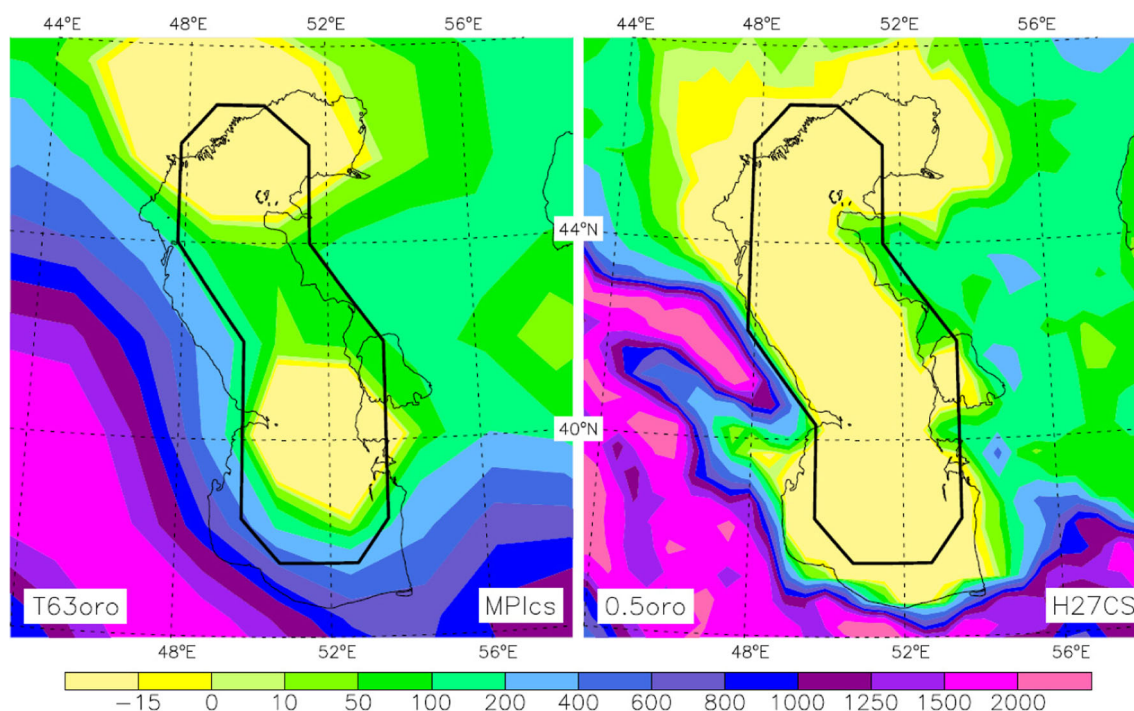 44°E 48°E 52°E 56°E 44°E 48°E 52°E 56°E
44°N
40°N
T63oro MPIcs 0.5oro H27CS
48°E 52°E 56°E 48°E 52°E 56°E
−15 0 10 50 100 200 400 600 800 1000 1250 1500 2000